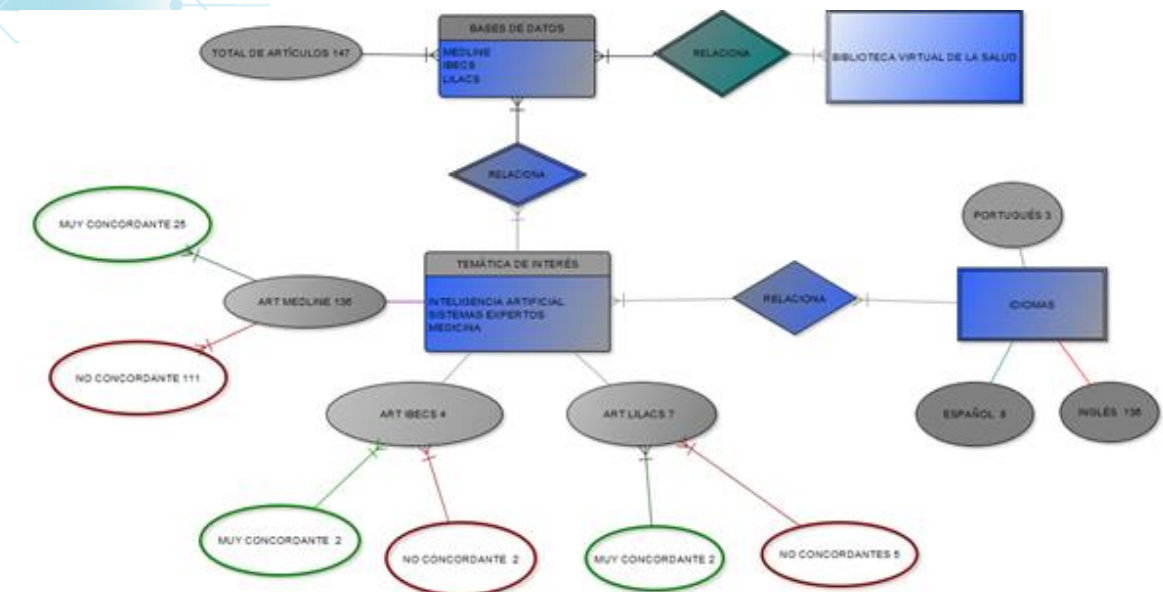 BASES DE DATOS
TOTAL DE ARTÍCULOS 147
MEDLINE
IBECS
LILACS
RELACIONA
BIBLIOTECA VIRTUAL DE LA SALUD
RELACIONA
PORTUGUÉS 3
MUY CONCORDANTE 25
TEMÁTICA DE INTERÉS
ART MEDLINE 136
INTELIGENCIA ARTIFICIAL
SISTEMAS EXPERTOS
MEDICINA
RELACIONA
IDIOMAS
NO CONCORDANTE 111
ART IBECS 4
ART LILACS 7
ESPAÑOL 8
INGLÉS 136
MUY CONCORDANTE 2
NO CONCORDANTE 2
MUY CONCORDANTE 2
NO CONCORDANTES 5